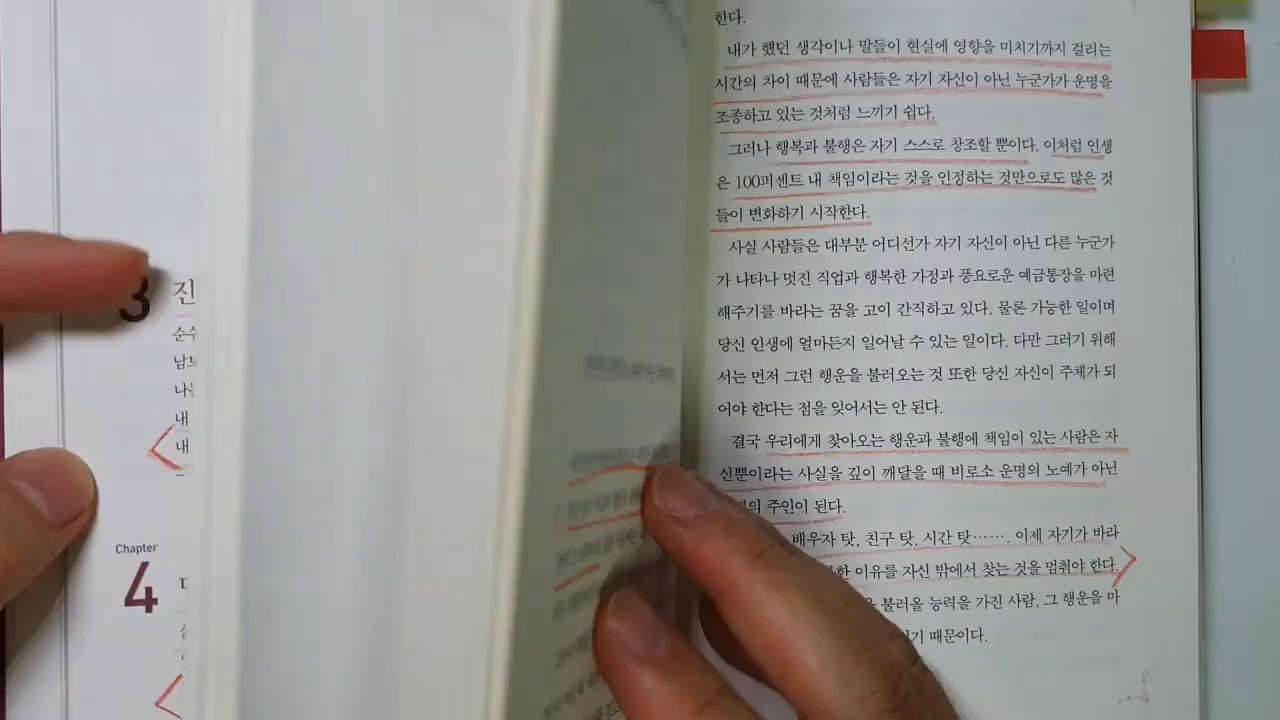 3 진
순수
남보
나누
내
내
Chapter
4
한다.
내가 했던 생각이나 말들이 현실에 영향을 미치기까지 걸리는
시간의 차이 때문에 사람들은 자기 자신이 아닌 누군가가 운명을
조종하고 있는 것처럼 느끼기 쉽다.
그러나 행복과 불행은 자기 스스로 창조할 뿐이다. 이처럼 인생
은 100퍼센트 내 책임이라는 것을 인정하는 것만으로도 많은 것
들이 변화하기 시작한다.
사실 사람들은 대부분 어디선가 자기 자신이 아닌 다른 누군가
가 나타나 멋진 직업과 행복한 가정과 풍요로운 예금통장을 마련
해주기를 바라는 꿈을 고이 간직하고 있다. 물론 가능한 일이며
당신 인생에 얼마든지 일어날 수 있는 일이다. 다만 그러기 위해
서는 먼저 그런 행운을 불러오는 것 또한 당신 자신이 주체가 되
어야 한다는 점을 잊어서는 안 된다.
결국 우리에게 찾아오는 행운과 불행에 책임이 있는 사람은 자
신뿐이라는 사실을 깊이 깨달을 때 비로소 운명의 노예가 아닌
주인이 된다.
배우자 탓, 친구 탓, 시간 탓……. 이제 자기가 바라
이유를 자신 밖에서 찾는 것을 멈춰야 한다.
불러올 능력을 가진 사람, 그 행운을 마
때문이다.